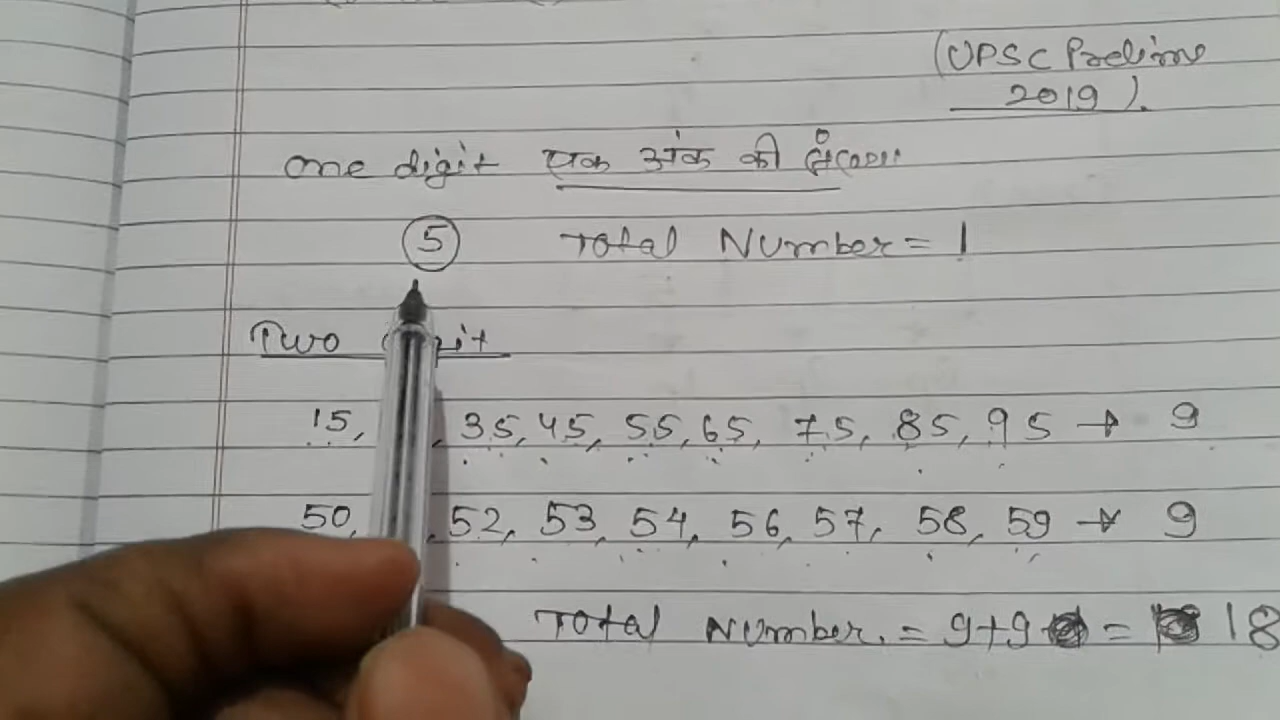 (UPSC Prelims
2019).
one digit एक अंक की संख्या
5 Total Number = 1
Two
15, 35, 45, 55, 65, 75, 85, 95 → 9
50, 52, 53, 54, 56, 57, 58, 59 → 9
Total Number. = 9+9 = 18